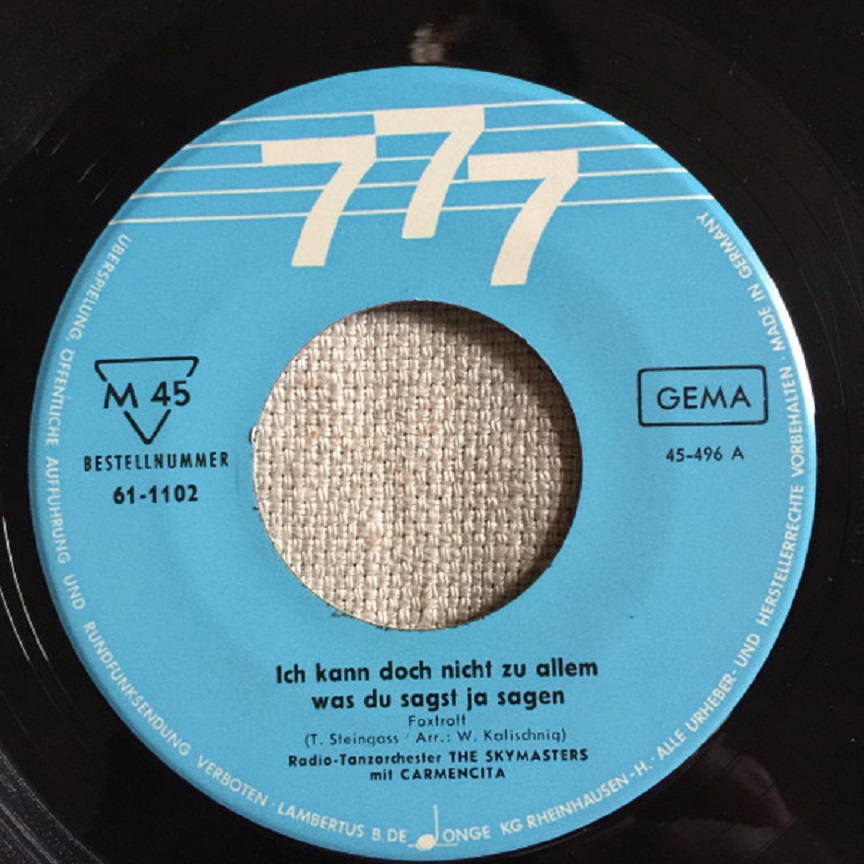 777
M 45
BESTELLNUMMER
61-1102
GEMA
45-496 A
Ich kann doch nicht zu allem
was du sagst ja sagen
Foxtrott
(T. Steingass / Arr.: W. Kalischnig)
Radio-Tanzorchester THE SKYMASTERS
mit CARMENCITA
ÜBERSPIELUNG, ÖFFENTLICHE AUFFÜHRUNG UND RUNDFUNKSENDUNG VERBOTEN · LAMBERTUS B. DE JONGE KG RHEINHAUSEN-H. · ALLE URHEBER- UND HERSTELLERRECHTE VORBEHALTEN · MADE IN GERMANY